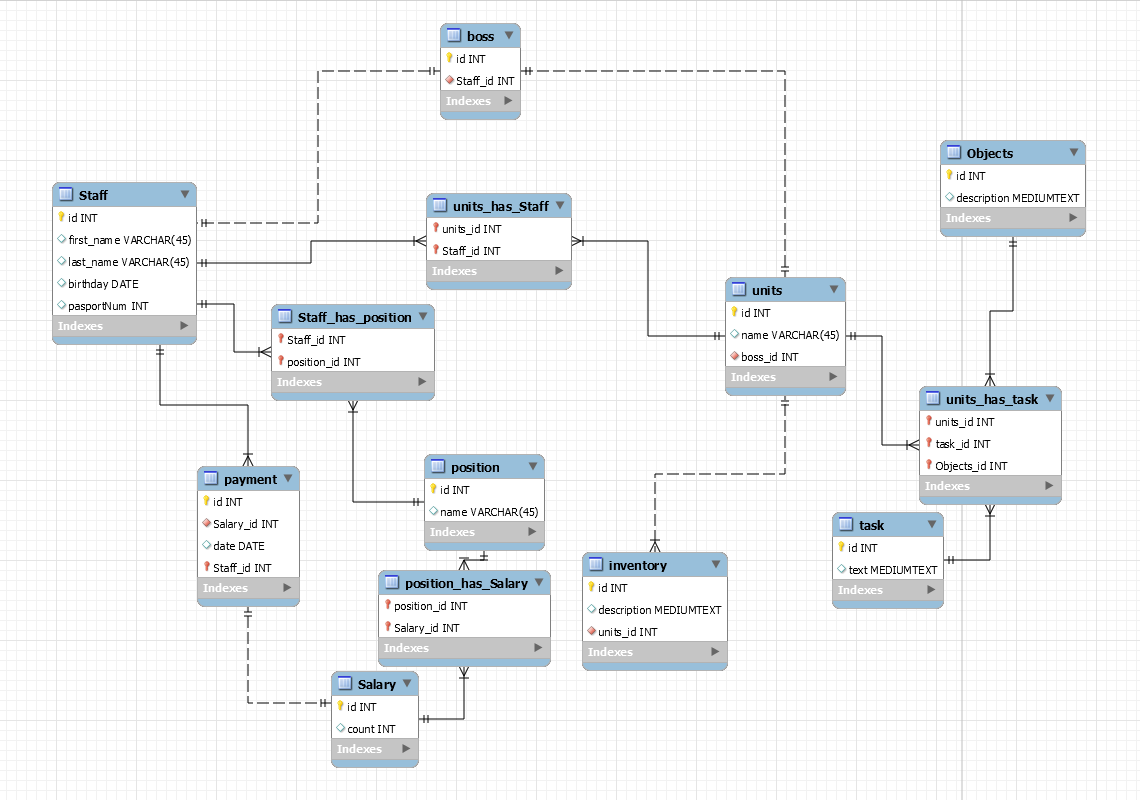 boss
id INT
Staff_id INT
Indexes
Objects
id INT
description MEDIUMTEXT
Indexes
Staff
id INT
first_name VARCHAR(45)
last_name VARCHAR(45)
birthday DATE
pasportNum INT
Indexes
units_has_Staff
units_id INT
Staff_id INT
Indexes
units
id INT
name VARCHAR(45)
boss_id INT
Indexes
Staff_has_position
Staff_id INT
position_id INT
Indexes
units_has_task
units_id INT
task_id INT
Objects_id INT
Indexes
payment
id INT
Salary_id INT
date DATE
Staff_id INT
Indexes
position
id INT
name VARCHAR(45)
Indexes
task
id INT
text MEDIUMTEXT
Indexes
inventory
id INT
description MEDIUMTEXT
units_id INT
Indexes
position_has_Salary
position_id INT
Salary_id INT
Indexes
Salary
id INT
count INT
Indexes